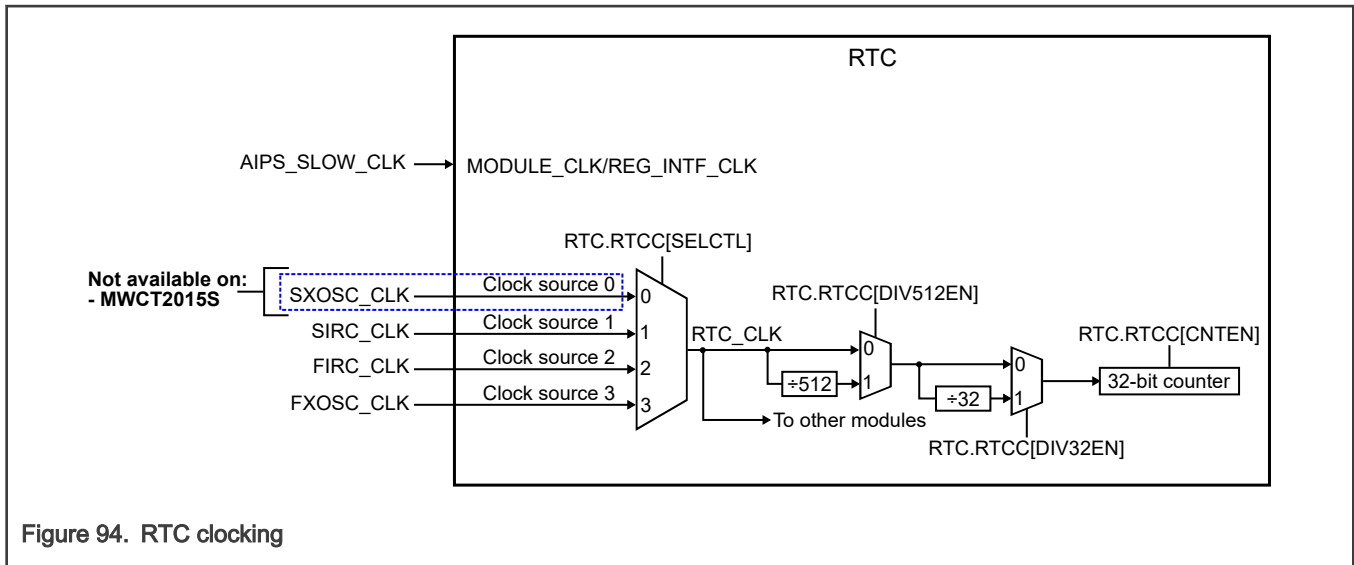 RTC
AIPS_SLOW_CLK
MODULE_CLK/REG_INTF_CLK
RTC.RTCC[SELCTL]
Not available on:
- MWCT2015S
SXOSC_CLK
Clock source 0
0
SIRC_CLK
Clock source 1
1
FIRC_CLK
Clock source 2
2
FXOSC_CLK
Clock source 3
3
RTC_CLK
RTC.RTCC[DIV512EN]
0
÷512
1
To other modules
RTC.RTCC[CNTEN]
0
÷32
1
32-bit counter
RTC.RTCC[DIV32EN]
Figure 94. RTC clocking